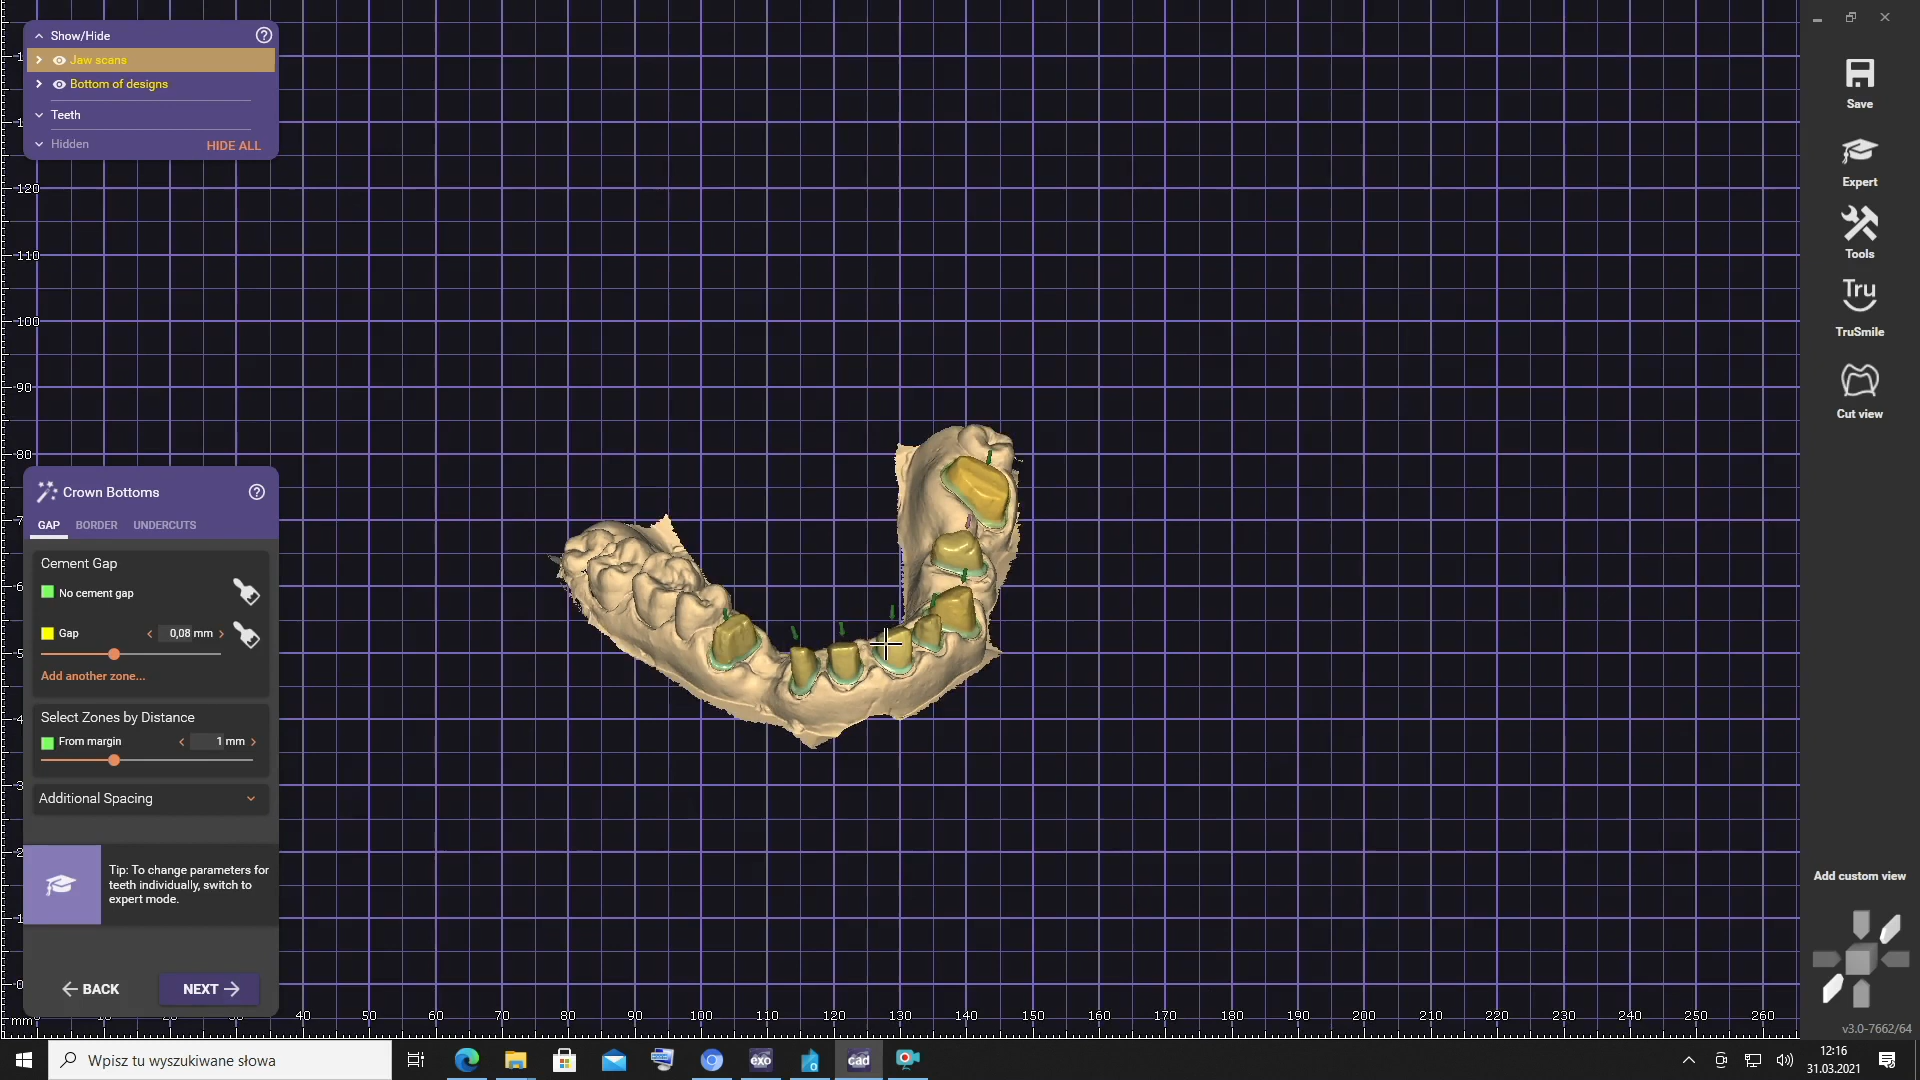 Show/Hide
Jaw scans
Bottom of designs
Teeth
Hidden
HIDE ALL
Crown Bottoms
GAP BORDER UNDERCUTS
Cement Gap
No cement gap
Gap 0,08 mm
Add another zone...
Select Zones by Distance
From margin 1 mm
Additional Spacing
Tip: To change parameters for
teeth individually, switch to
expert mode.
BACK NEXT
Save
Expert
Tools
Tru
TruSmile
Cut view
Add custom view
v3.0-7662/64
120
110
100
90
80
mm 40 50 60 70 80 90 100 110 120 130 140 150 160 170 180 190 200 210 220 230 240 250 260
Wpisz tu wyszukiwane słowa
exo
cad
12:16
31.03.2021